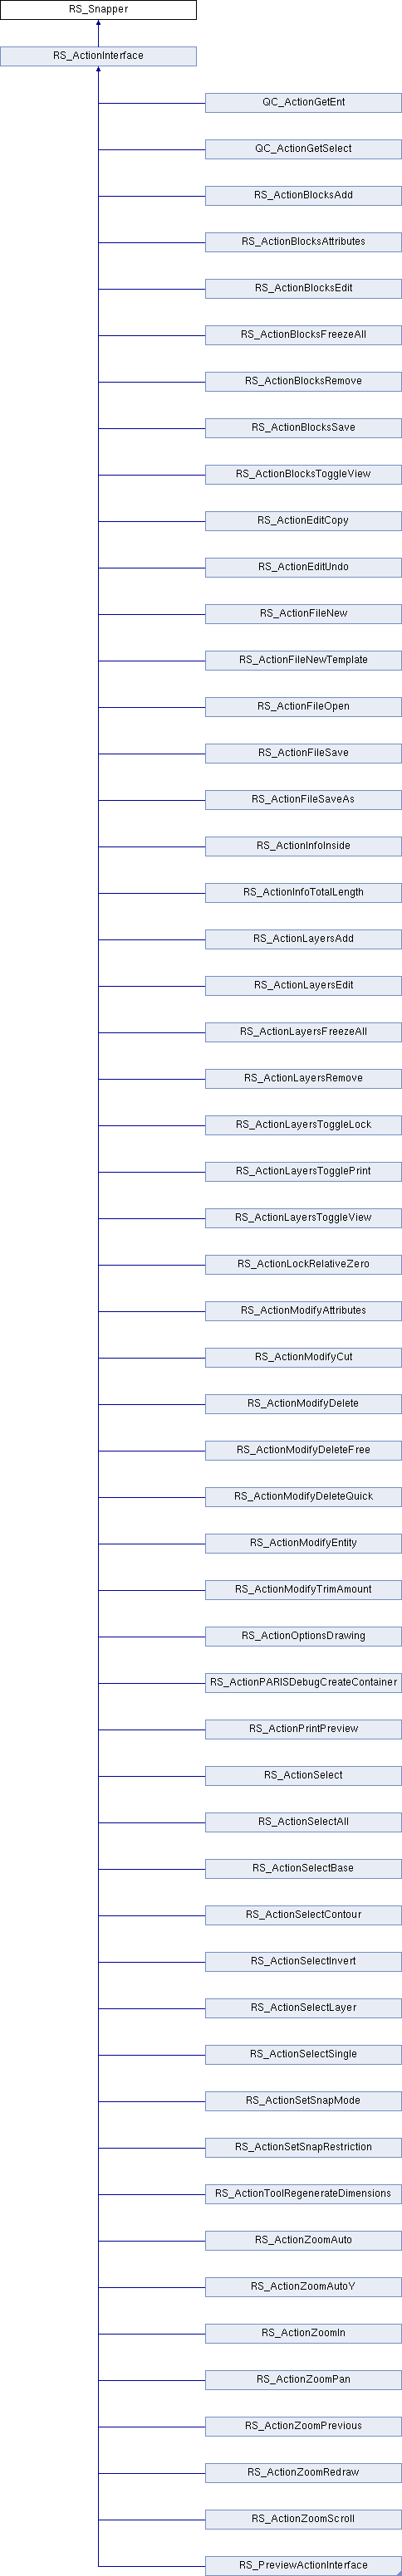 RS_Snapper
RS_ActionInterface
QC_ActionGetEnt
QC_ActionGetSelect
RS_ActionBlocksAdd
RS_ActionBlocksAttributes
RS_ActionBlocksEdit
RS_ActionBlocksFreezeAll
RS_ActionBlocksRemove
RS_ActionBlocksSave
RS_ActionBlocksToggleView
RS_ActionEditCopy
RS_ActionEditUndo
RS_ActionFileNew
RS_ActionFileNewTemplate
RS_ActionFileOpen
RS_ActionFileSave
RS_ActionFileSaveAs
RS_ActionInfoInside
RS_ActionInfoTotalLength
RS_ActionLayersAdd
RS_ActionLayersEdit
RS_ActionLayersFreezeAll
RS_ActionLayersRemove
RS_ActionLayersToggleLock
RS_ActionLayersTogglePrint
RS_ActionLayersToggleView
RS_ActionLockRelativeZero
RS_ActionModifyAttributes
RS_ActionModifyCut
RS_ActionModifyDelete
RS_ActionModifyDeleteFree
RS_ActionModifyDeleteQuick
RS_ActionModifyEntity
RS_ActionModifyTrimAmount
RS_ActionOptionsDrawing
RS_ActionPARISDebugCreateContainer
RS_ActionPrintPreview
RS_ActionSelect
RS_ActionSelectAll
RS_ActionSelectBase
RS_ActionSelectContour
RS_ActionSelectInvert
RS_ActionSelectLayer
RS_ActionSelectSingle
RS_ActionSetSnapMode
RS_ActionSetSnapRestriction
RS_ActionToolRegenerateDimensions
RS_ActionZoomAuto
RS_ActionZoomAutoY
RS_ActionZoomIn
RS_ActionZoomPan
RS_ActionZoomPrevious
RS_ActionZoomRedraw
RS_ActionZoomScroll
RS_PreviewActionInterface